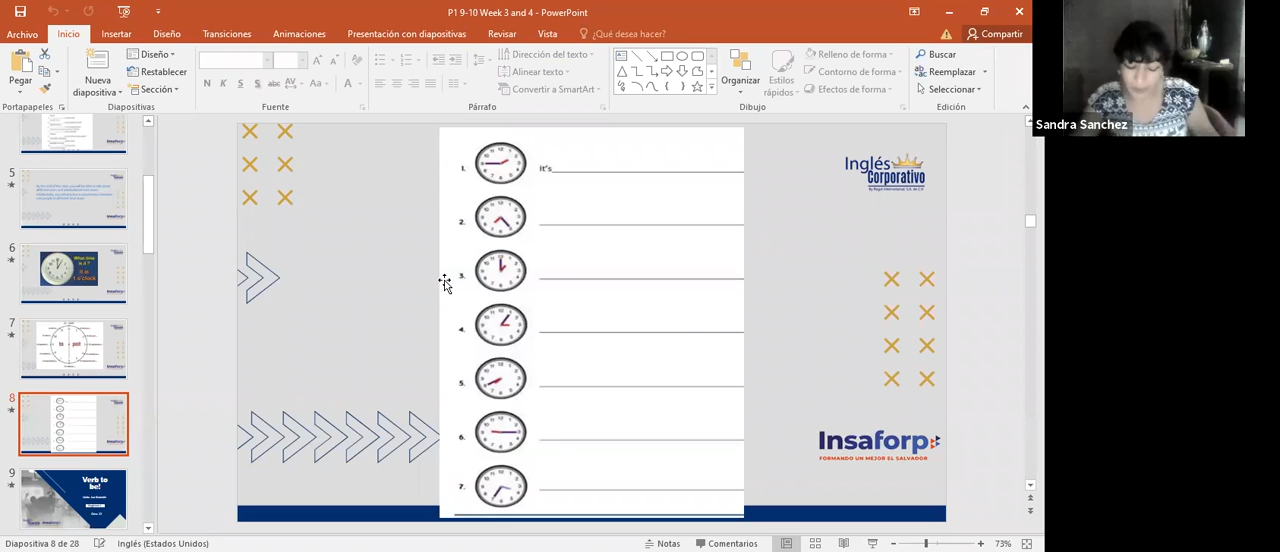 P1 9-10 Week 3 and 4 - PowerPoint
Archivo Inicio Insertar Diseño Transiciones Animaciones Presentación con diapositivas Revisar Vista ¿Qué desea hacer? Compartir
Pegar
Nueva diapositiva
Diseño
Restablecer
Sección
N K S S abc AV Aa A
Dirección del texto
Alinear texto
Convertir a SmartArt
Organizar
Estilos rápidos
Relleno de forma
Contorno de forma
Efectos de forma
Buscar
Reemplazar
Seleccionar
Portapapeles Diapositivas Fuente Párrafo Dibujo Edición
Sandra Sanchez
5
6
What time is it?
It is 1 o'clock
7
to past
8
9
Verb to be!
1. It's
2.
3.
4.
5.
6.
7.
Inglés Corporativo
Insaforp
FORMANDO UN MEJOR EL SALVADOR
Diapositiva 8 de 28 Inglés (Estados Unidos) Notas Comentarios 73%